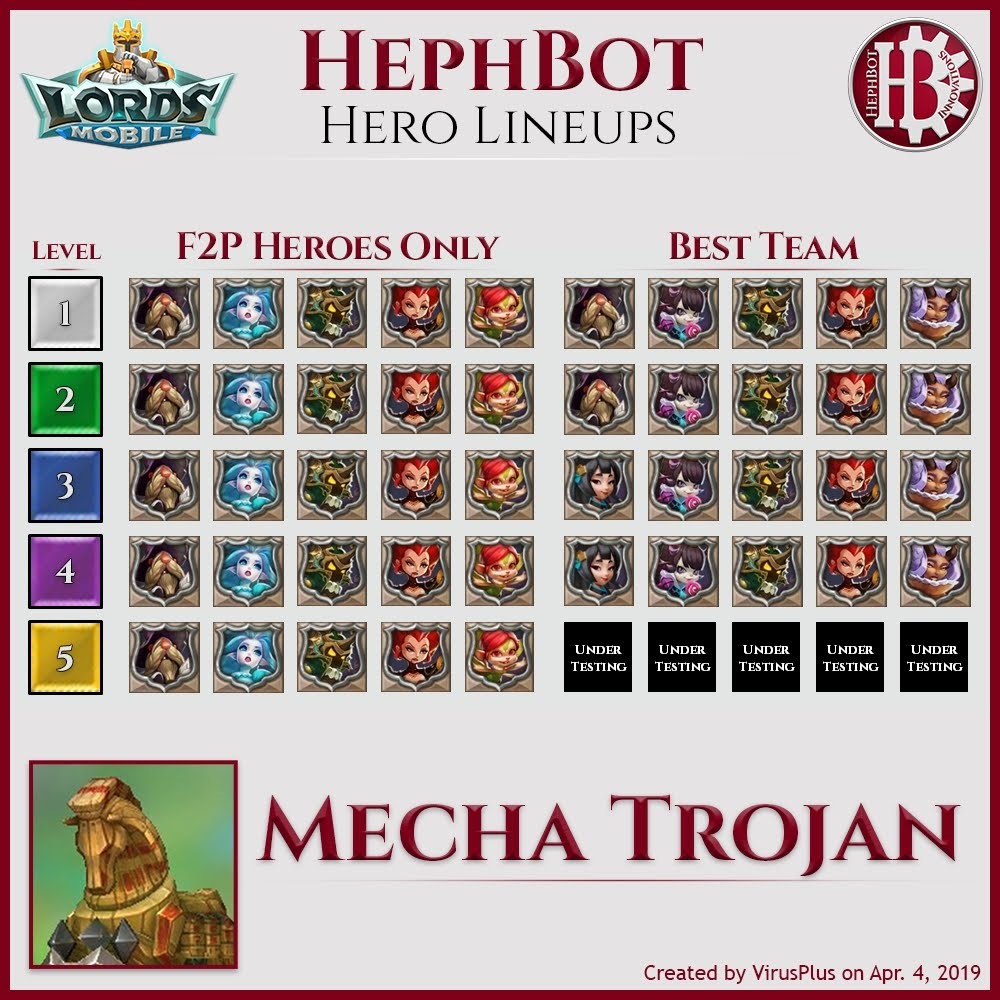 LORDS
MOBILE
HEPHBOT
HERO LINEUPS
HEPHBOT
INNOVATIONS
HB
LEVEL
F2P HEROES ONLY
BEST TEAM
1
2
3
4
5
UNDER
TESTING
UNDER
TESTING
UNDER
TESTING
UNDER
TESTING
UNDER
TESTING
MECHA TROJAN
Created by VirusPlus on Apr. 4, 2019